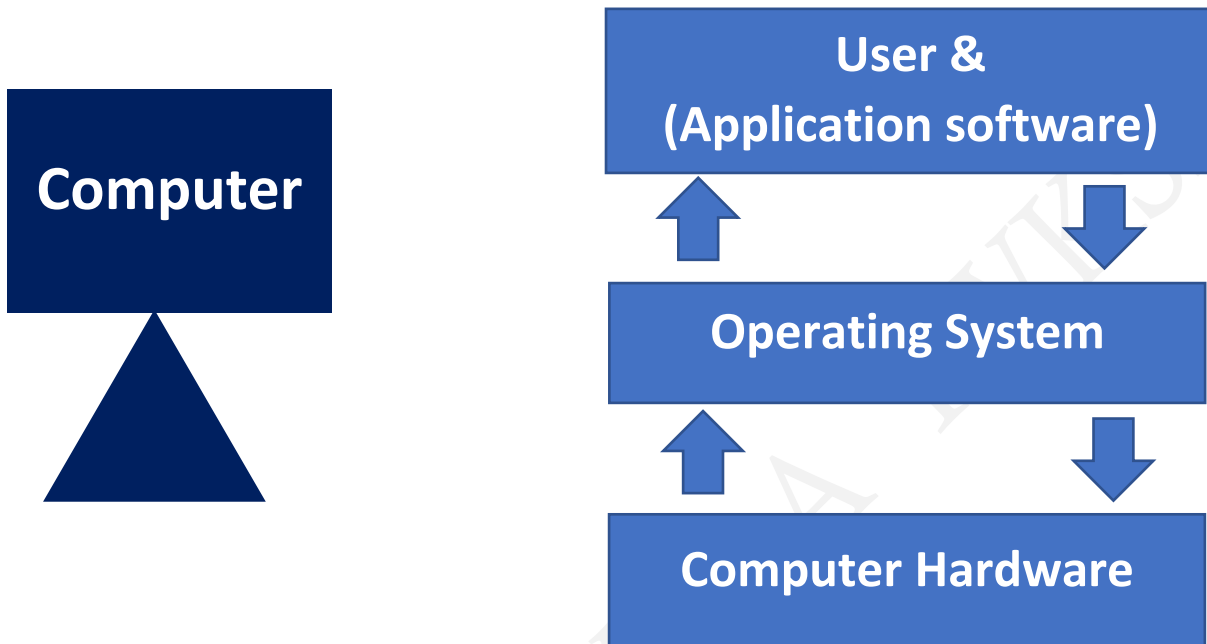 Computer
User &
(Application software)
Operating System
Computer Hardware